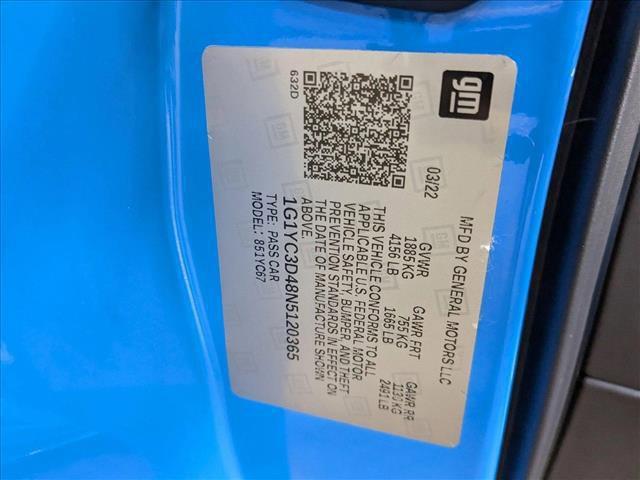 gm
MFD BY GENERAL MOTORS LLC
03/22
GVWR
1885 KG
4156 LB
GAWR FRT
755 KG
1665 LB
GAWR RR
1130 KG
2491 LB
THIS VEHICLE CONFORMS TO ALL
APPLICABLE U.S. FEDERAL MOTOR
VEHICLE SAFETY, BUMPER, AND THEFT
PREVENTION STANDARDS IN EFFECT ON
THE DATE OF MANUFACTURE SHOWN
ABOVE.
1G1YC3D48N5120365
TYPE: PASS CAR
MODEL: 851YC67
632D